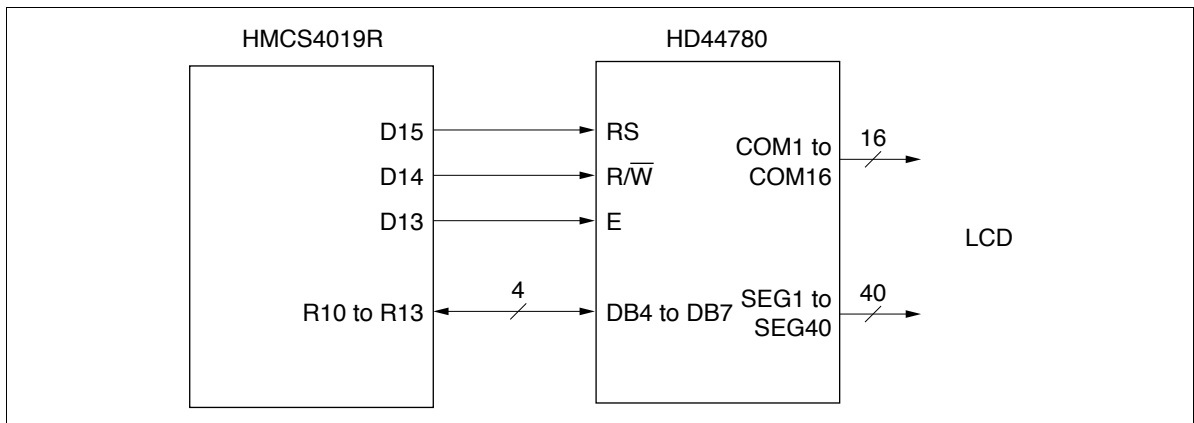 HMCS4019R
HD44780
D15
RS
D14
R/W̅
D13
E
R10 to R13
4
DB4 to DB7
COM1 to
COM16
16
SEG1 to
SEG40
40
LCD